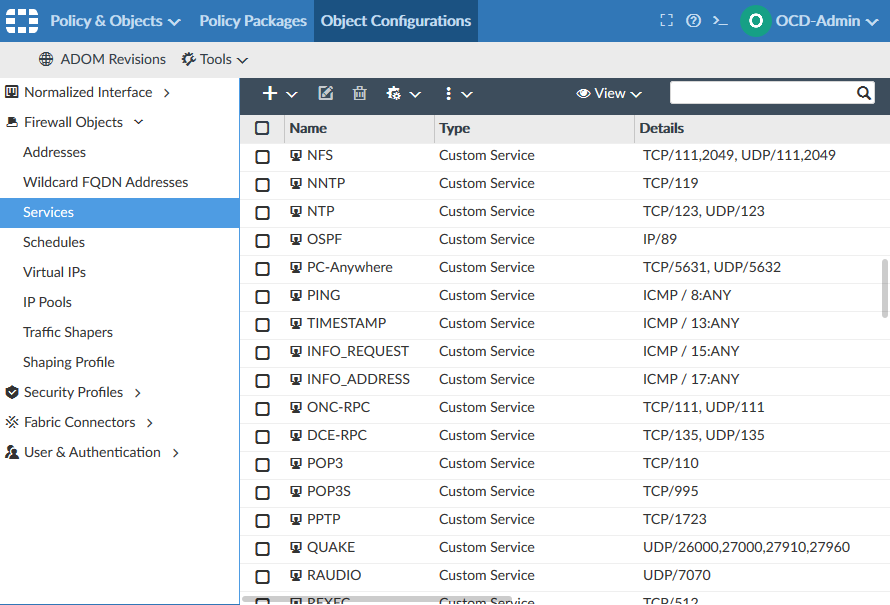 Policy & Objects Policy Packages Object Configurations >_ O OCD-Admin
ADOM Revisions Tools
View
Normalized Interface
Firewall Objects
Addresses
Wildcard FQDN Addresses
Services
Schedules
Virtual IPs
IP Pools
Traffic Shapers
Shaping Profile
Security Profiles
Fabric Connectors
User & Authentication
Name Type Details
NFS Custom Service TCP/111,2049, UDP/111,2049
NNTP Custom Service TCP/119
NTP Custom Service TCP/123, UDP/123
OSPF Custom Service IP/89
PC-Anywhere Custom Service TCP/5631, UDP/5632
PING Custom Service ICMP / 8:ANY
TIMESTAMP Custom Service ICMP / 13:ANY
INFO_REQUEST Custom Service ICMP / 15:ANY
INFO_ADDRESS Custom Service ICMP / 17:ANY
ONC-RPC Custom Service TCP/111, UDP/111
DCE-RPC Custom Service TCP/135, UDP/135
POP3 Custom Service TCP/110
POP3S Custom Service TCP/995
PPTP Custom Service TCP/1723
QUAKE Custom Service UDP/26000,27000,27910,27960
RAUDIO Custom Service UDP/7070
REXEC Custom Service TCP/512